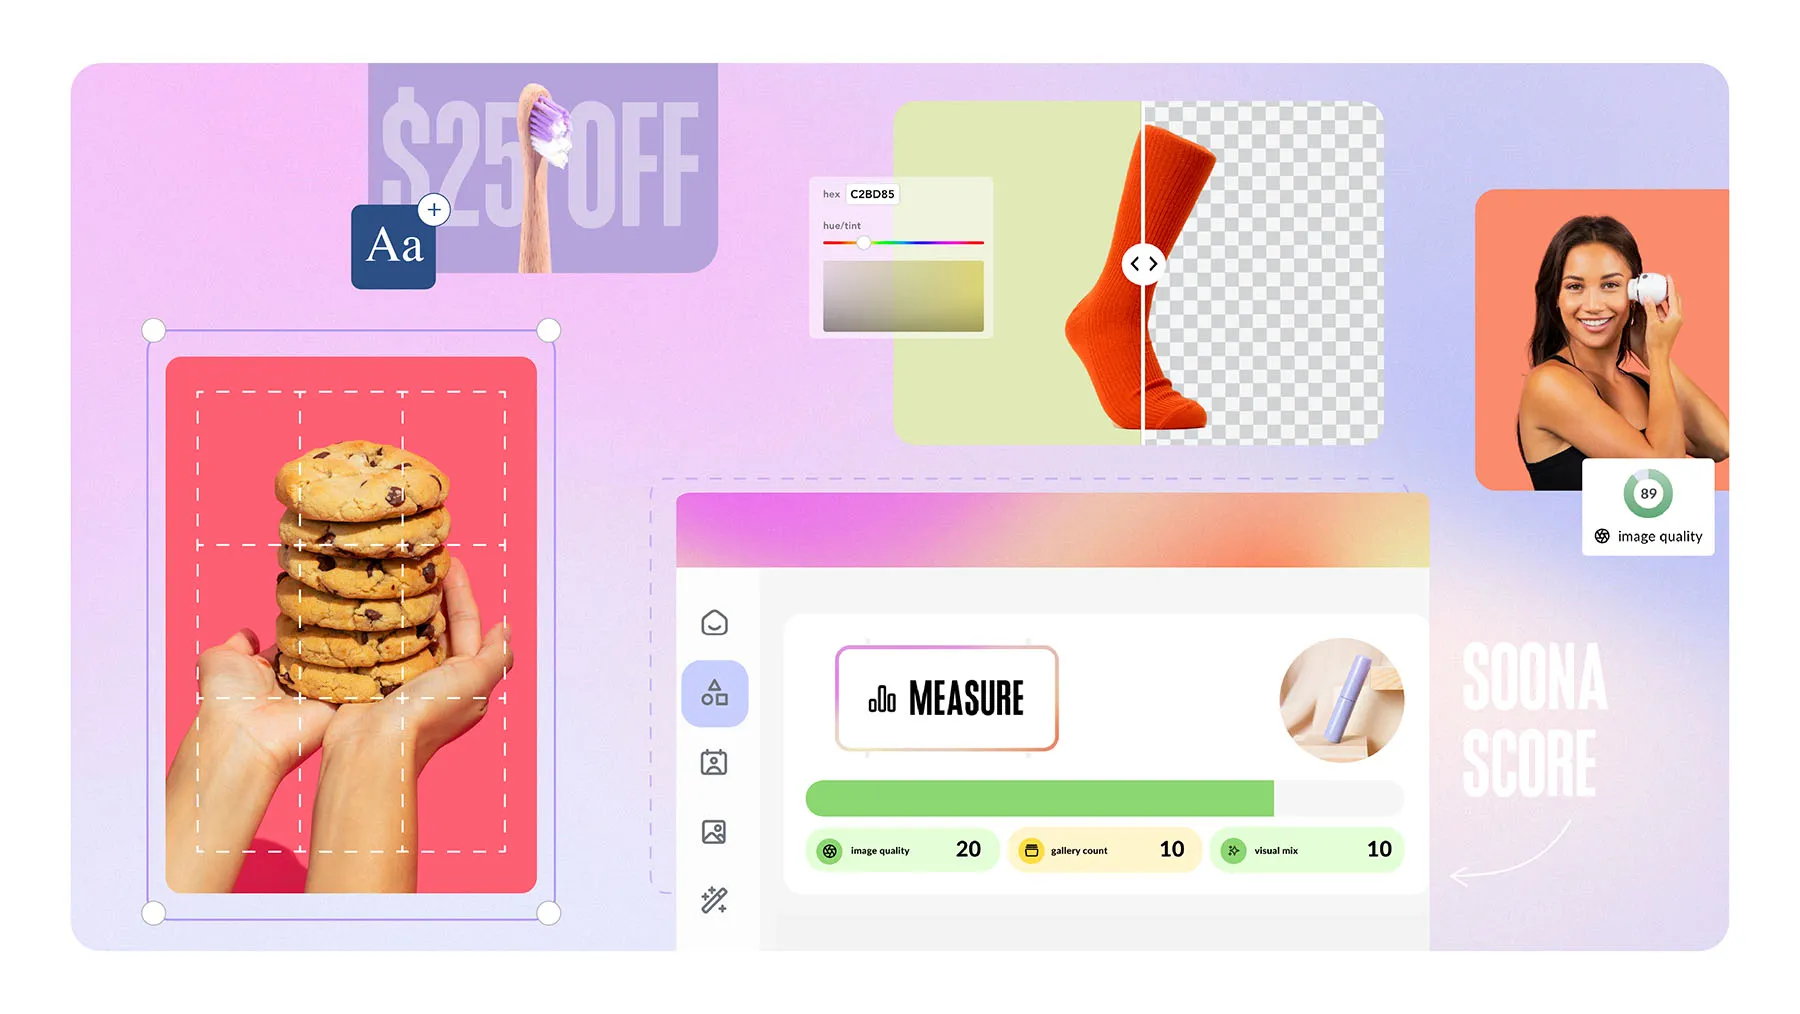 $25 OFF
Aa
hex C2BD85
hue/tint
89
image quality
MEASURE
image quality 20
gallery count 10
visual mix 10
SOONA
SCORE